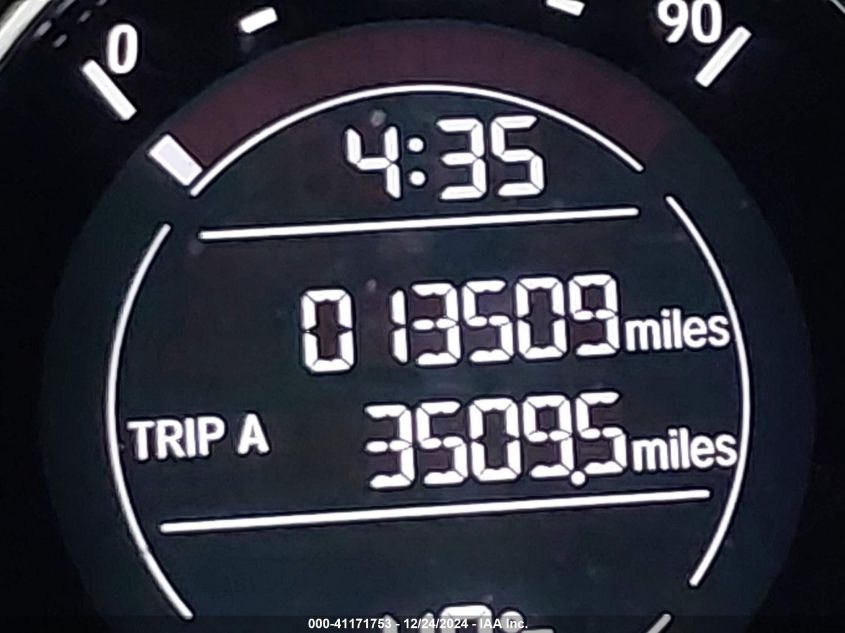 0 90
4:35
013509 miles
TRIP A 3509.5 miles
000-41171753 - 12/24/2024 - IAA Inc.